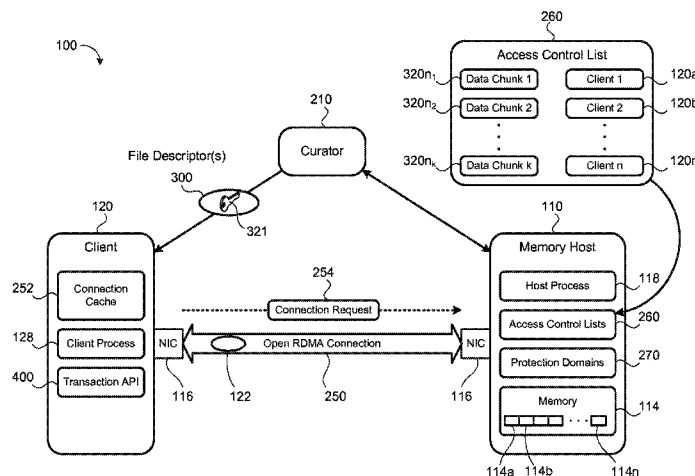 100
260
Access Control List
320n₁ Data Chunk 1 Client 1 120a
320n₂ Data Chunk 2 Client 2 120b
320nₖ Data Chunk k Client n 120n
210
Curator
File Descriptor(s)
300
321
120
Client
252 Connection Cache
128 Client Process
400 Transaction API
254
Connection Request
NIC Open RDMA Connection NIC
116 122 250 116
110
Memory Host
Host Process 118
Access Control Lists 260
Protection Domains 270
Memory 114
114a 114b 114n